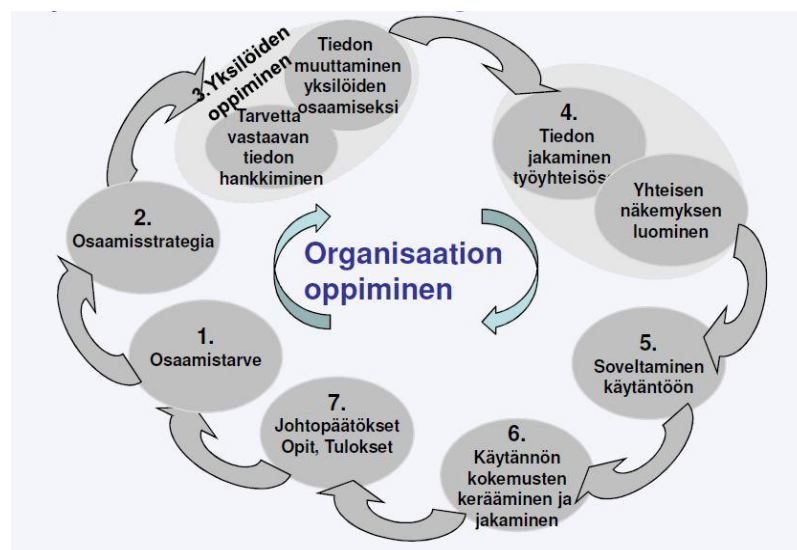 Organisaation
oppiminen
1.
Osaamistarve
2.
Osaamisstrategia
3.Yksilöiden
oppiminen
Tarvetta
vastaavan
tiedon
hankkiminen
Tiedon
muuttaminen
yksilöiden
osaamiseksi
4.
Tiedon
jakaminen
Yhteisen
näkemyksen
luominen
5.
Soveltaminen
käytäntöön
6.
Käytännön
kokemusten
kerääminen ja
jakaminen
7.
Johtopäätökset
Opit, Tulokset